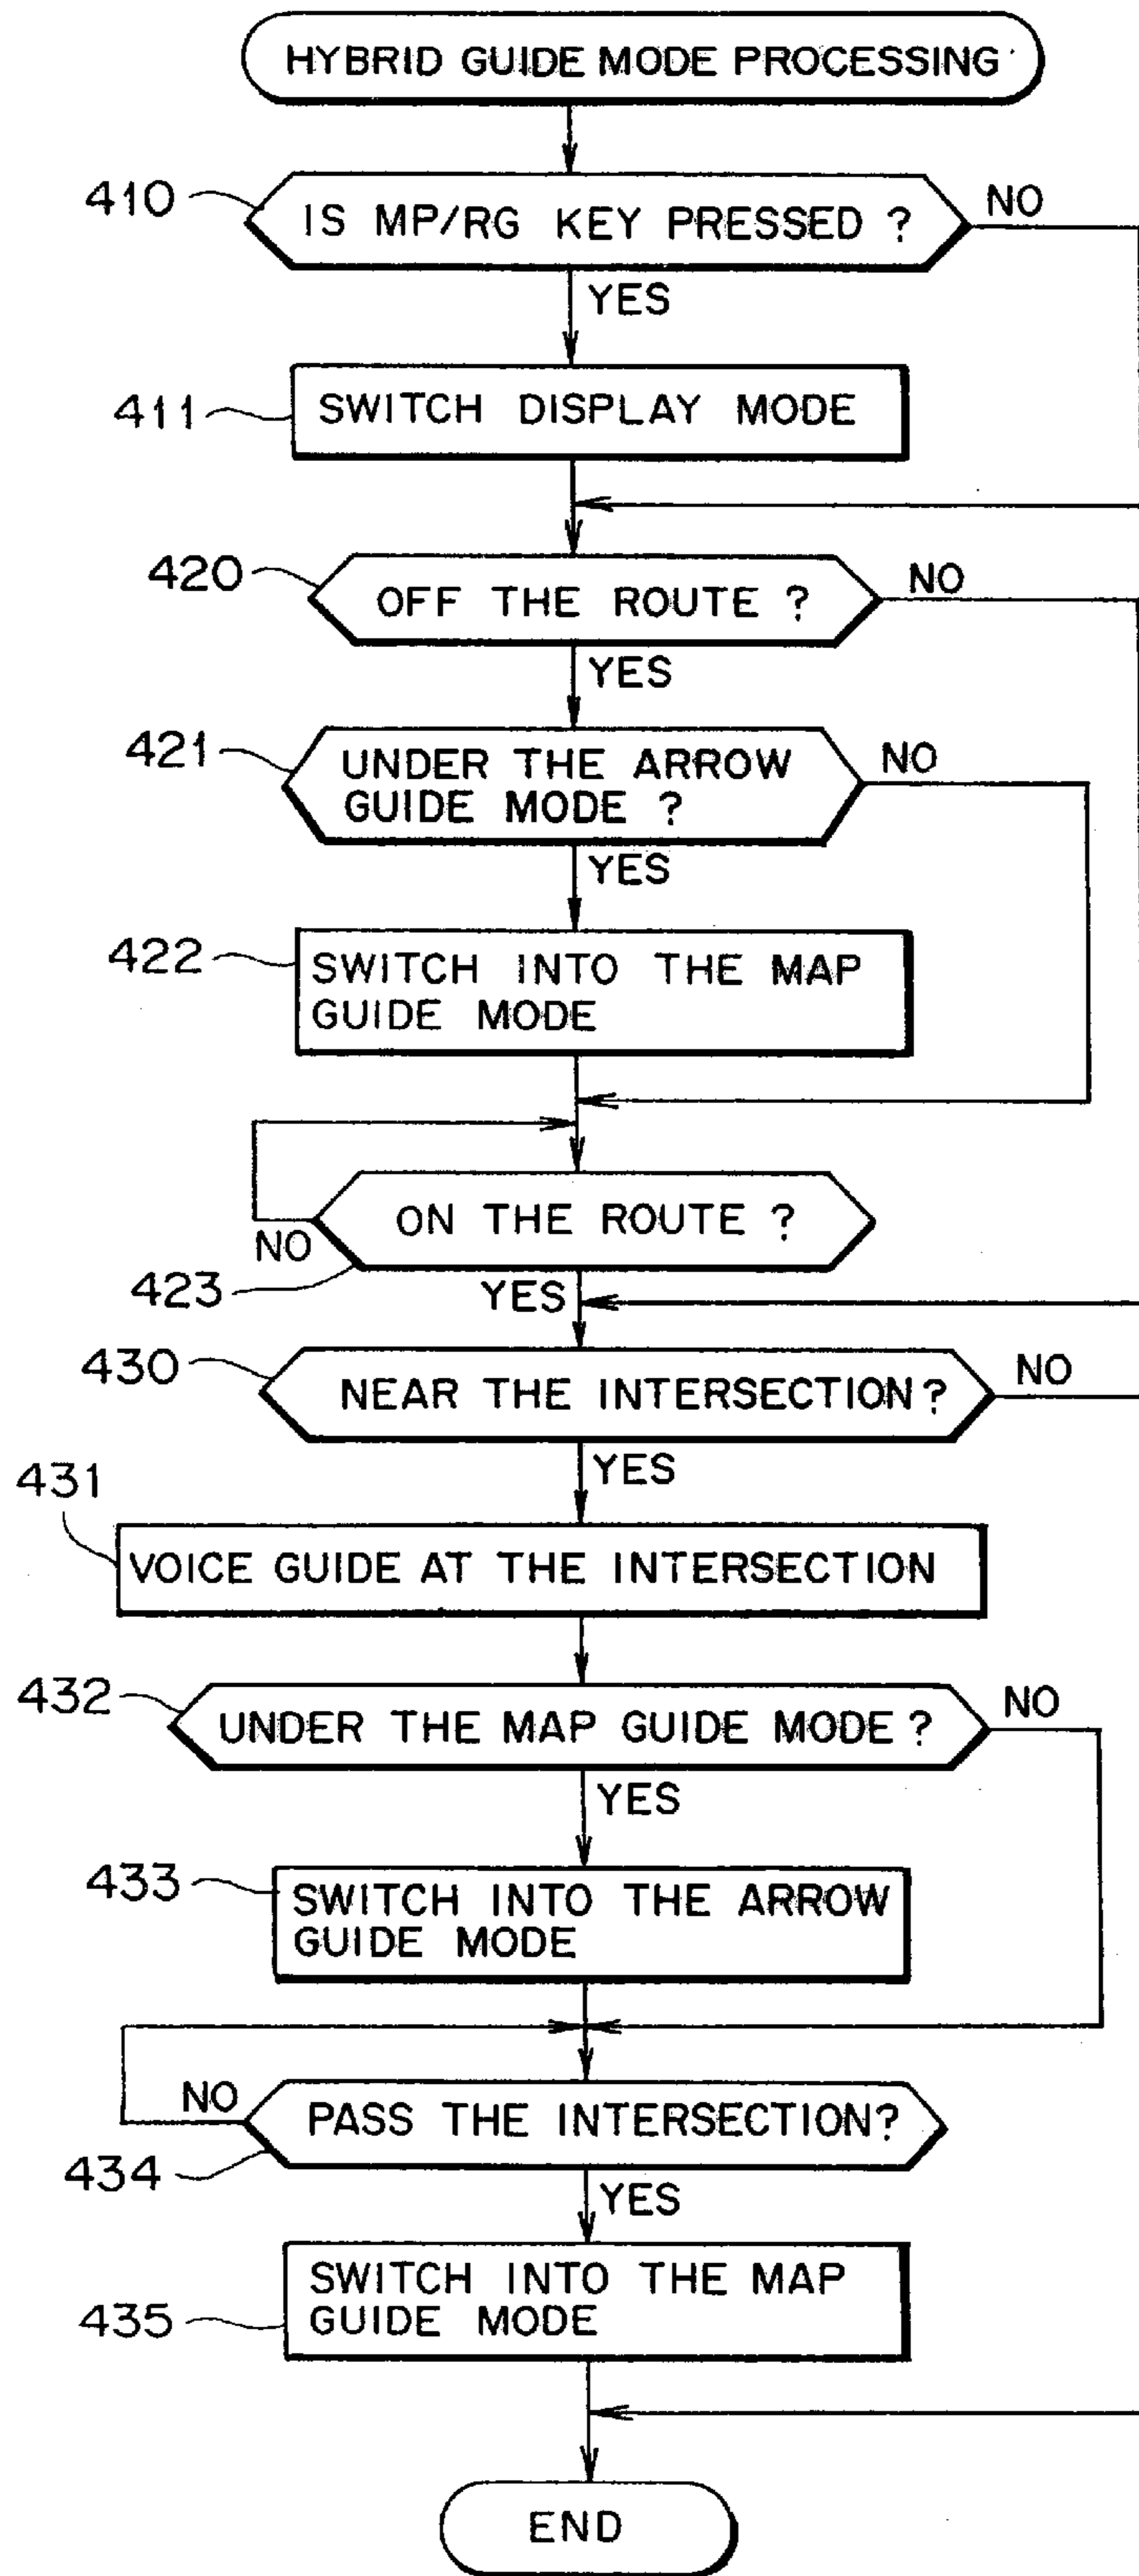 HYBRID GUIDE MODE PROCESSING
410
IS MP/RG KEY PRESSED ?
NO
YES
411
SWITCH DISPLAY MODE
420
OFF THE ROUTE ?
NO
YES
421
UNDER THE ARROW
GUIDE MODE ?
NO
YES
422
SWITCH INTO THE MAP
GUIDE MODE
ON THE ROUTE ?
NO
423
YES
430
NEAR THE INTERSECTION?
NO
YES
431
VOICE GUIDE AT THE INTERSECTION
432
UNDER THE MAP GUIDE MODE ?
NO
YES
433
SWITCH INTO THE ARROW
GUIDE MODE
NO
PASS THE INTERSECTION?
434
YES
SWITCH INTO THE MAP
GUIDE MODE
435
END